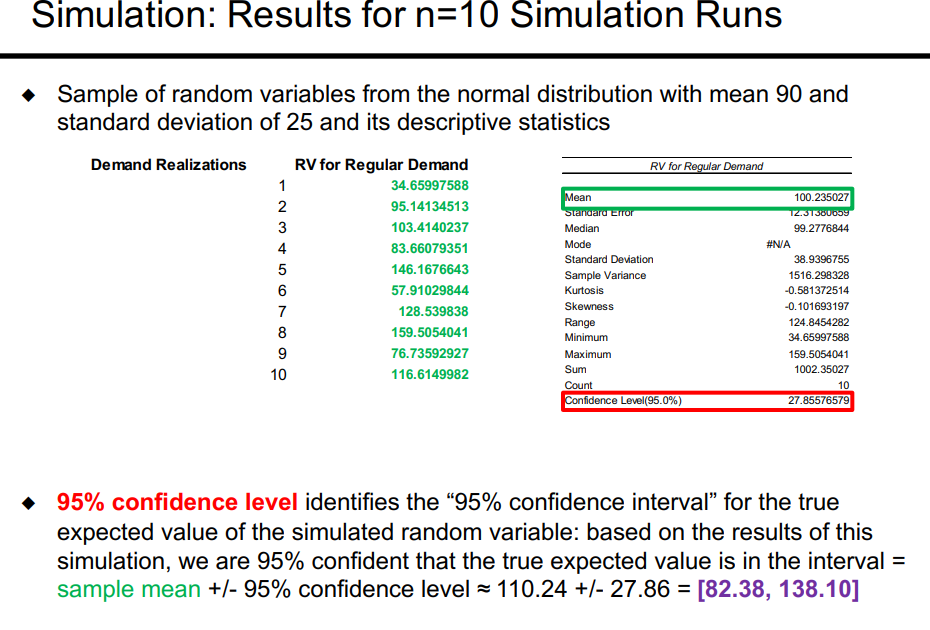 Simulation: Results for n=10 Simulation Runs
◆ Sample of random variables from the normal distribution with mean 90 and
standard deviation of 25 and its descriptive statistics
Demand Realizations RV for Regular Demand
1 34.65997588
2 95.14134513
3 103.4140237
4 83.66079351
5 146.1676643
6 57.91029844
7 128.539838
8 159.5054041
9 76.73592927
10 116.6149982
RV for Regular Demand
Mean 100.235027
Standard Error 12.31380659
Median 99.2776844
Mode #N/A
Standard Deviation 38.9396755
Sample Variance 1516.298328
Kurtosis -0.581372514
Skewness -0.101693197
Range 124.8454282
Minimum 34.65997588
Maximum 159.5054041
Sum 1002.35027
Count 10
Confidence Level(95.0%) 27.85576579
◆ 95% confidence level identifies the “95% confidence interval” for the true
expected value of the simulated random variable: based on the results of this
simulation, we are 95% confident that the true expected value is in the interval =
sample mean +/- 95% confidence level ≈ 110.24 +/- 27.86 = [82.38, 138.10]